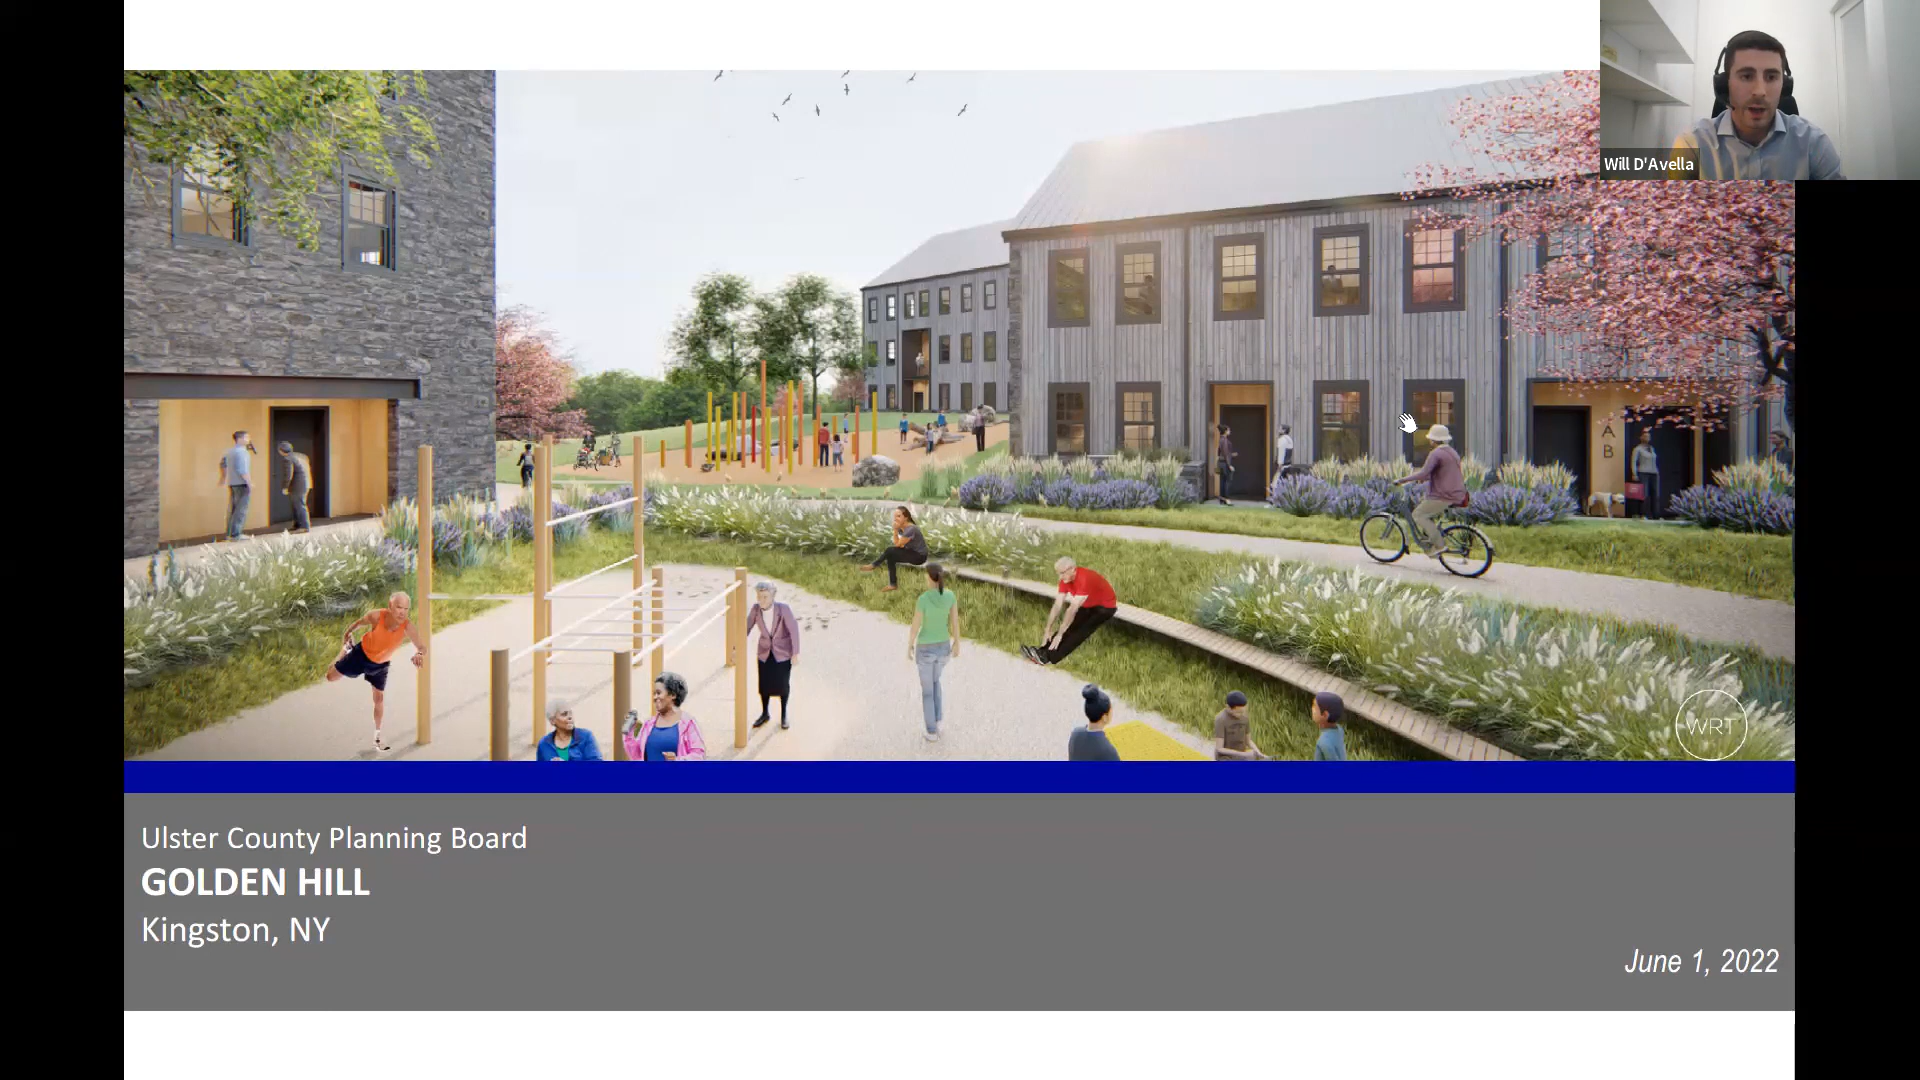 Will D'Avella
A
B
WRT
Ulster County Planning Board
GOLDEN HILL
Kingston, NY
June 1, 2022